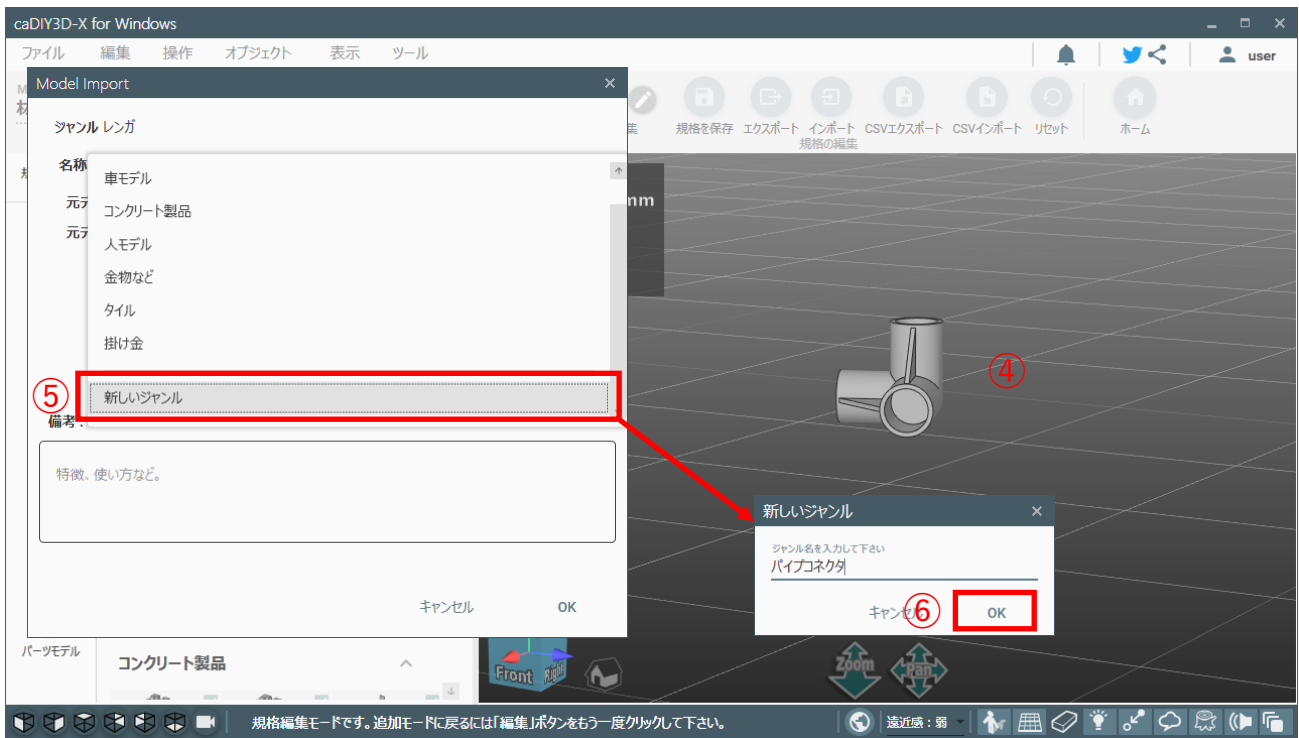 caDIY3D-X for Windows
ファイル 編集 操作 オブジェクト 表示 ツール user
Model Import
規格を保存 エクスポート インポート CSVエクスポート CSVインポート リセット ホーム
規格の編集
ジャンル レンガ
名称
車モデル
mm
コンクリート製品
人モデル
金物など
タイル
掛け金
④
⑤
新しいジャンル
備考 :
特徴、使い方など。
新しいジャンル
ジャンル名を入力して下さい
パイプコネクタ
キャンセル OK
キャンセル ⑥ OK
パーツモデル
コンクリート製品
Front Right Zoom Pan
規格編集モードです。追加モードに戻るには「編集」ボタンをもう一度クリックして下さい。 遠近感 : 弱